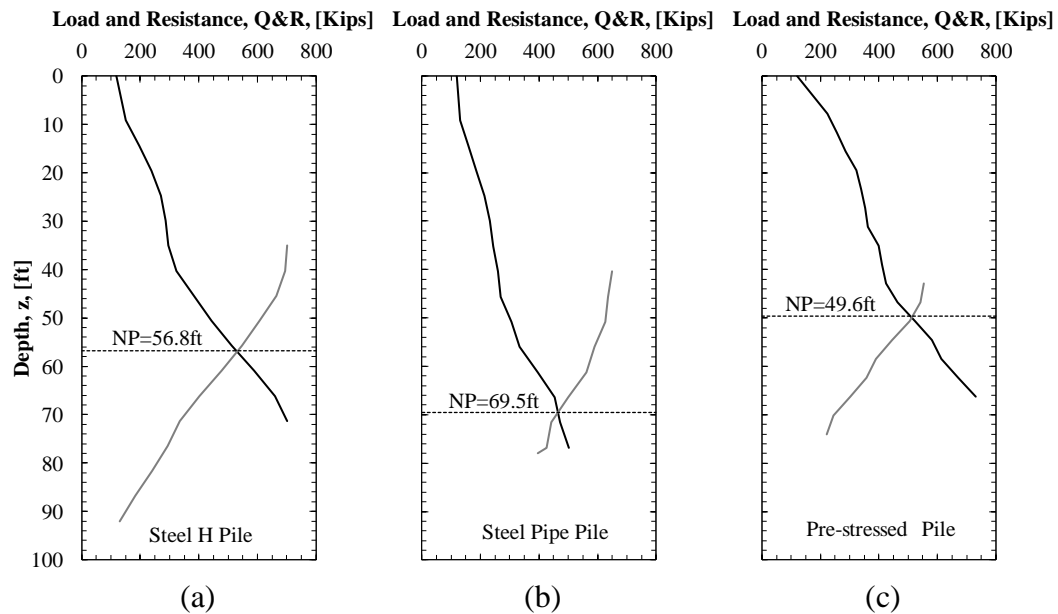 Load and Resistance, Q&R, [Kips] Load and Resistance, Q&R, [Kips] Load and Resistance, Q&R, [Kips]
0 200 400 600 800 0 200 400 600 800 0 200 400 600 800
0
10
20
30
40
50
60
70
80
90
100
Depth, z, [ft]
NP=56.8ft
Steel H Pile
NP=69.5ft
Steel Pipe Pile
NP=49.6ft
Pre-stressed Pile
(a) (b) (c)